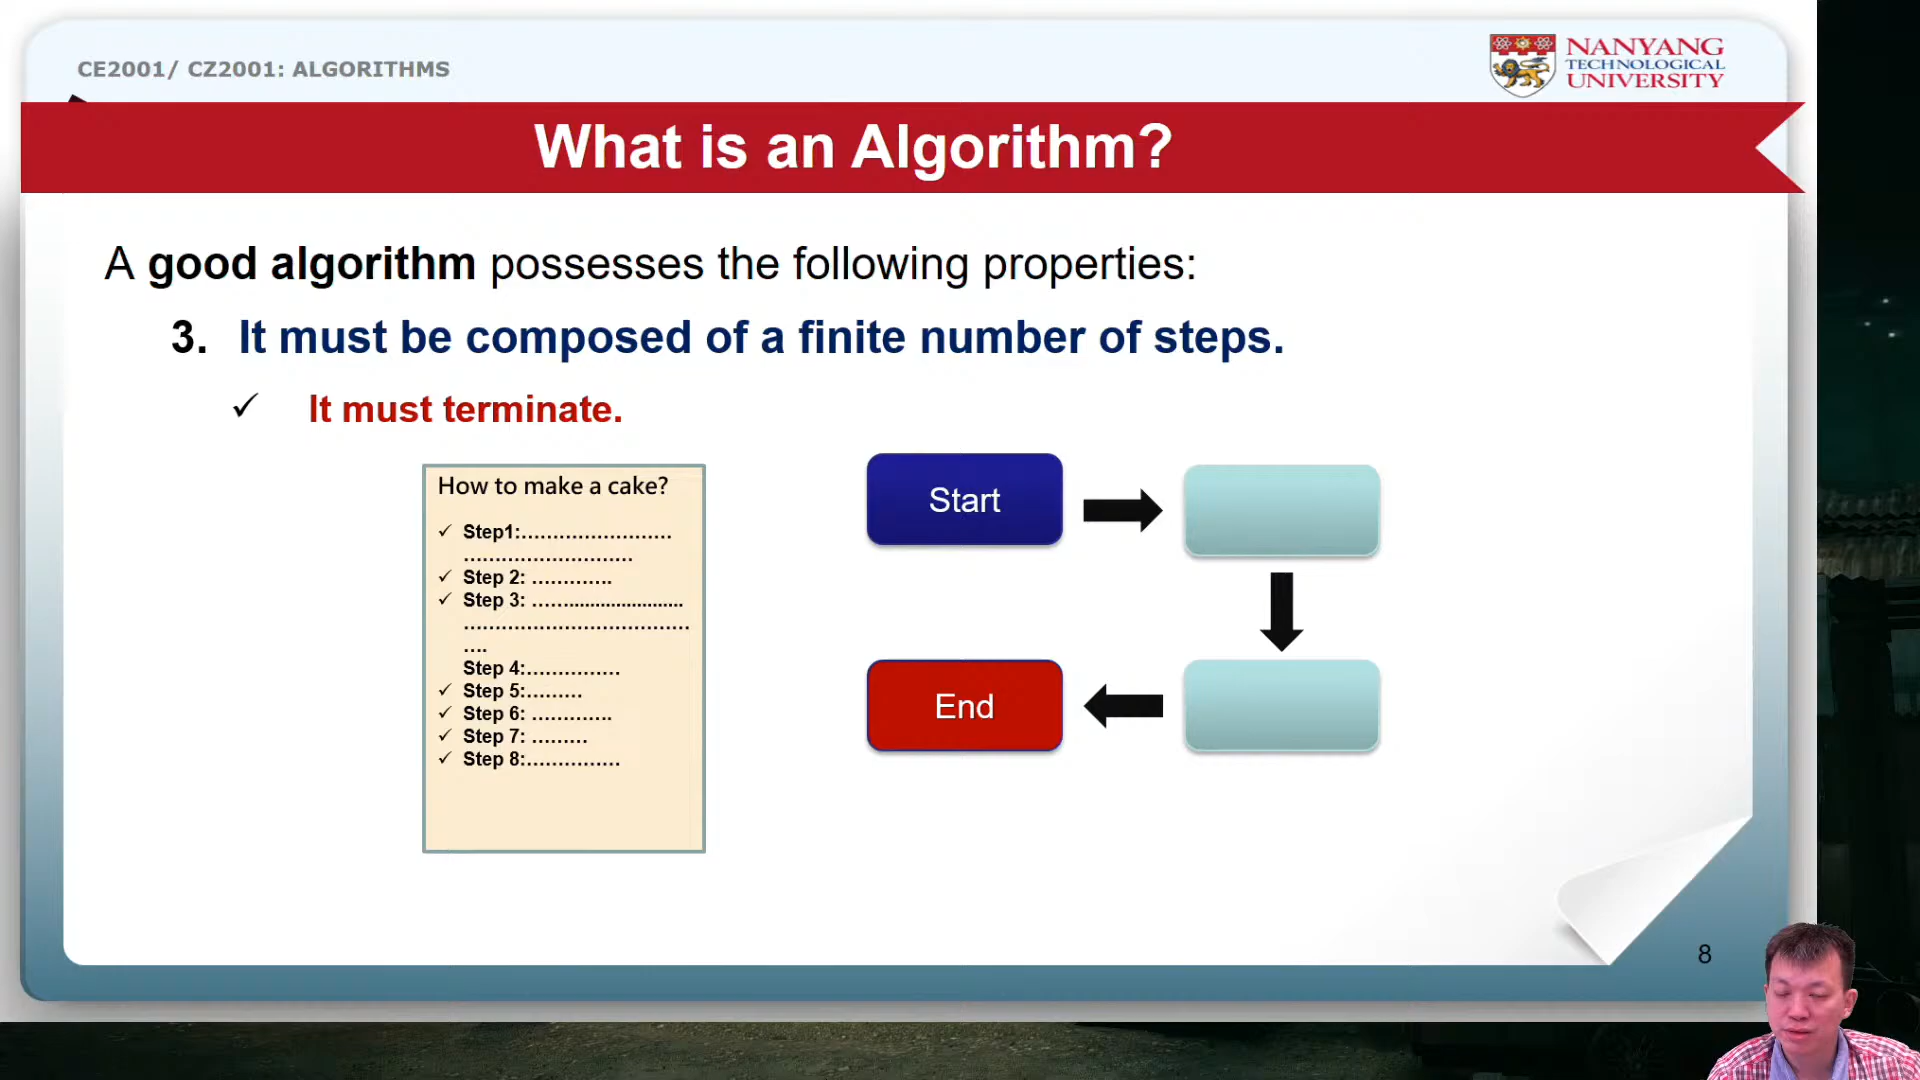 CE2001/ CZ2001: ALGORITHMS
NANYANG
TECHNOLOGICAL
UNIVERSITY
What is an Algorithm?
A good algorithm possesses the following properties:
3. It must be composed of a finite number of steps.
✓ It must terminate.
How to make a cake?
✓ Step1:........................
...........................
✓ Step 2: .............
✓ Step 3: ............................
....................................
....
Step 4:...............
✓ Step 5:.........
✓ Step 6: .............
✓ Step 7: .........
✓ Step 8:...............
Start
End
8